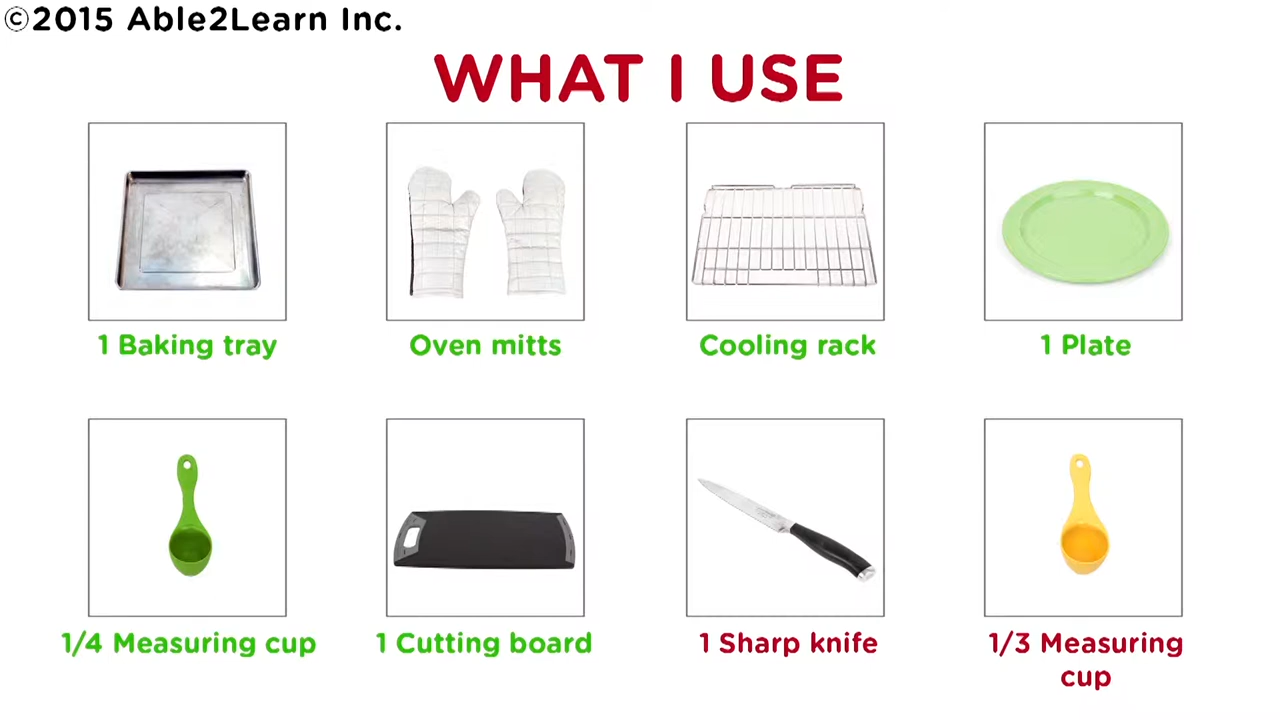 ©2015 Able2Learn Inc.
WHAT I USE
1 Baking tray
Oven mitts
Cooling rack
1 Plate
1/4 Measuring cup
1 Cutting board
1 Sharp knife
1/3 Measuring
cup